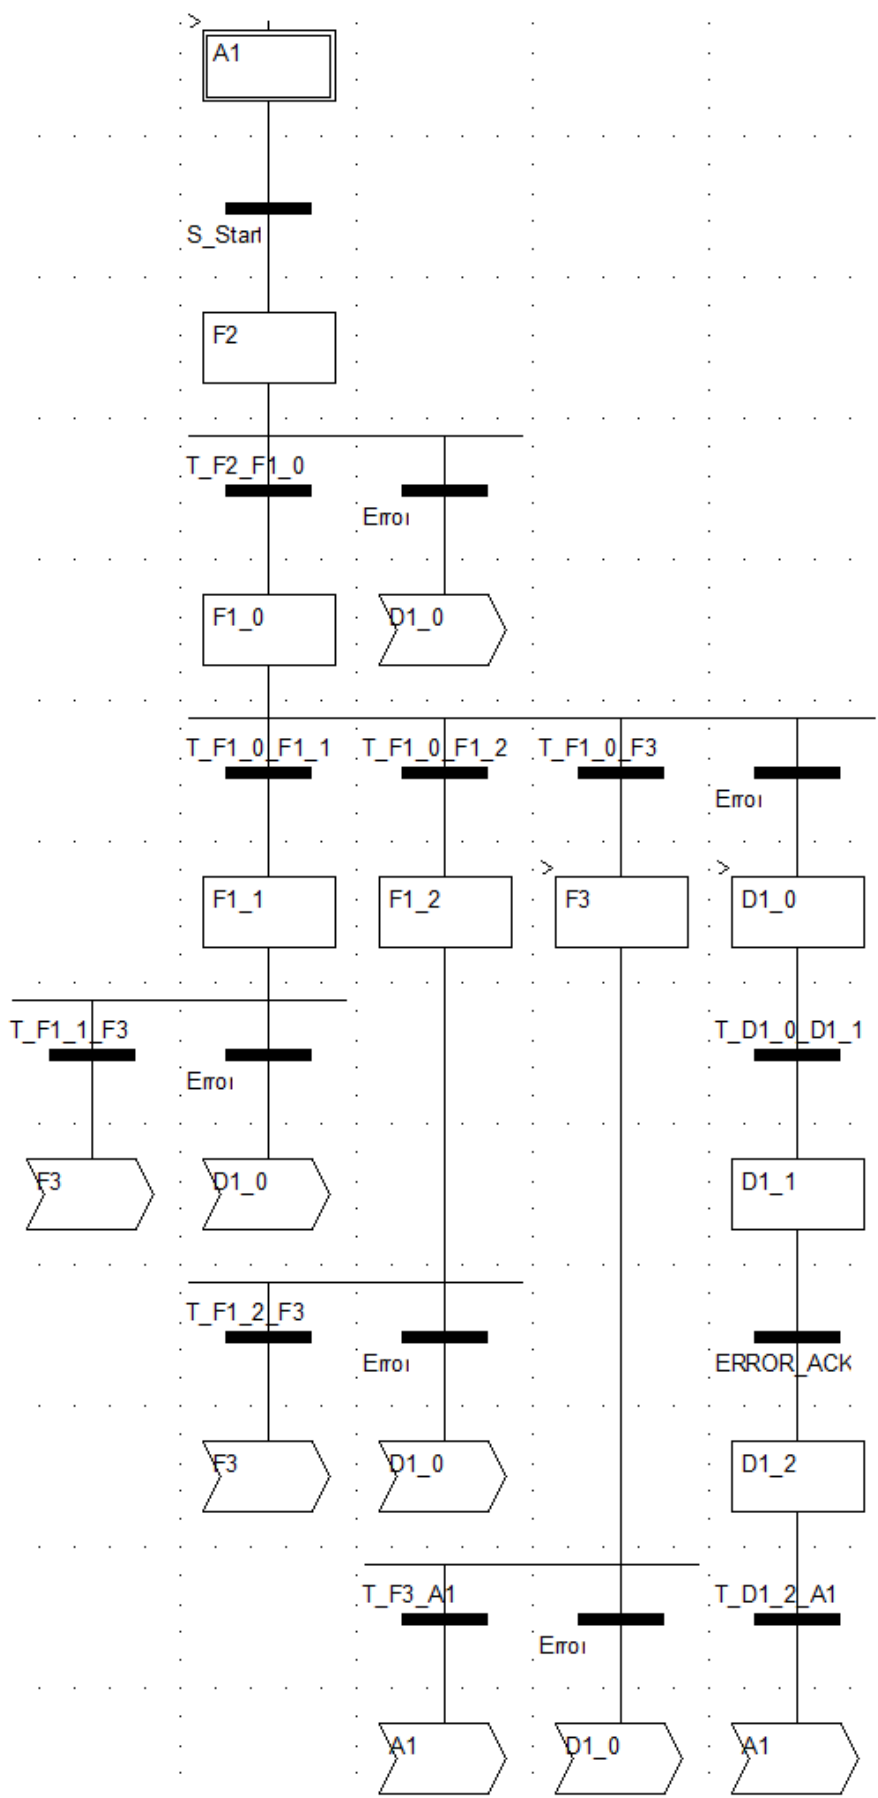 A1
S_Start
F2
T_F2_F1_0
Error
F1_0
D1_0
T_F1_0_F1_1
T_F1_0_F1_2
T_F1_0_F3
Error
F1_1
F1_2
F3
D1_0
T_F1_1_F3
Error
T_D1_0_D1_1
F3
D1_0
D1_1
T_F1_2_F3
Error
ERROR_ACK
F3
D1_0
D1_2
T_F3_A1
Error
T_D1_2_A1
A1
D1_0
A1